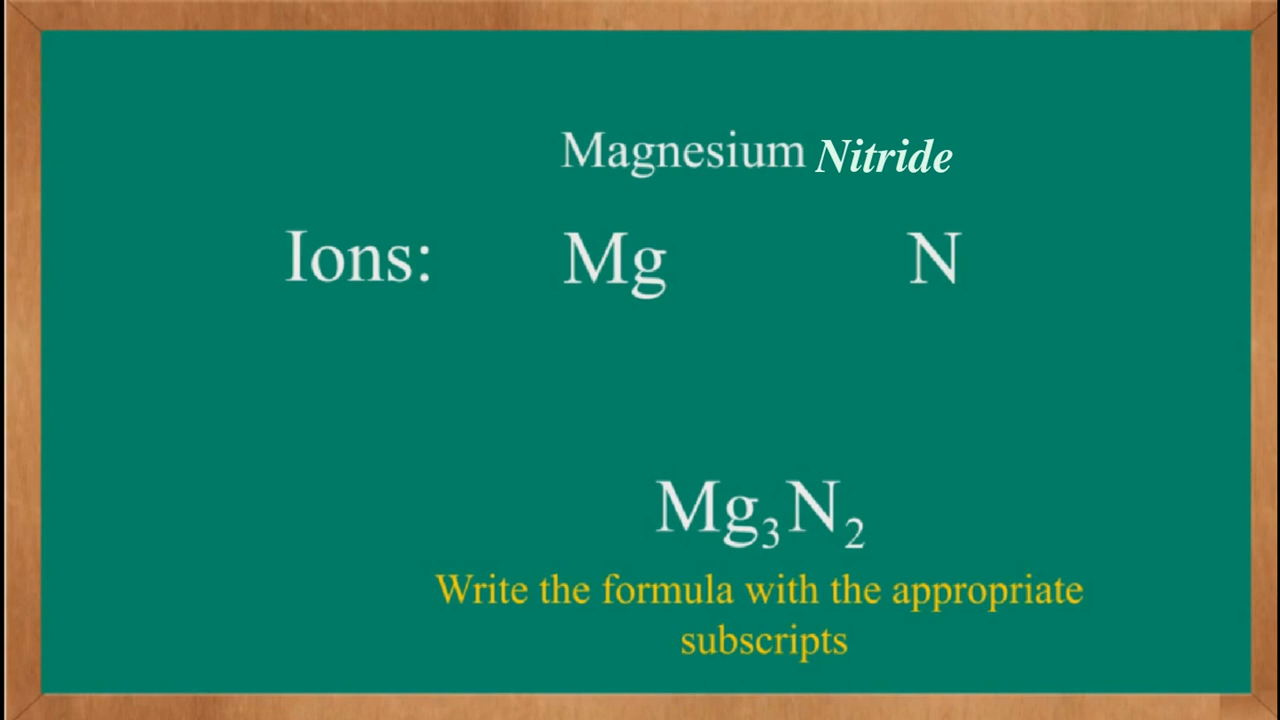 Magnesium Nitride
Ions: Mg N
Mg₃N₂
Write the formula with the appropriate
subscripts